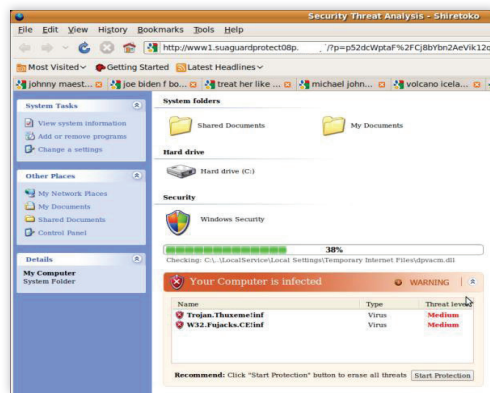 Security Threat Analysis - Shiretoko
File Edit View History Bookmarks Tools Help
http://www1.suaguardprotect08p. /?p=p52dcWptaF%2FCj8bYbn2AeVik12q
Most Visited Getting Started Latest Headlines
johnny maest... joe biden f bo... treat her like ... michael john... volcano icela...
System Tasks
View system information
Add or remove programs
Change a settings
Other Places
My Network Places
My Documents
Shared Documents
Control Panel
Details
My Computer
System Folder
System folders
Shared Documents My Documents
Hard drive
Hard drive (C:)
Security
Windows Security
38%
Checking: C:\..\LocalService\Local Settings\Temporary Internet Files\dpvacm.dll
Your Computer is infected WARNING
Name Type Threat level
Trojan.Thuxeme!inf Virus Medium
W32.Fujacks.CE!inf Virus Medium
Recommend: Click "Start Protection" button to erase all threats Start Protection